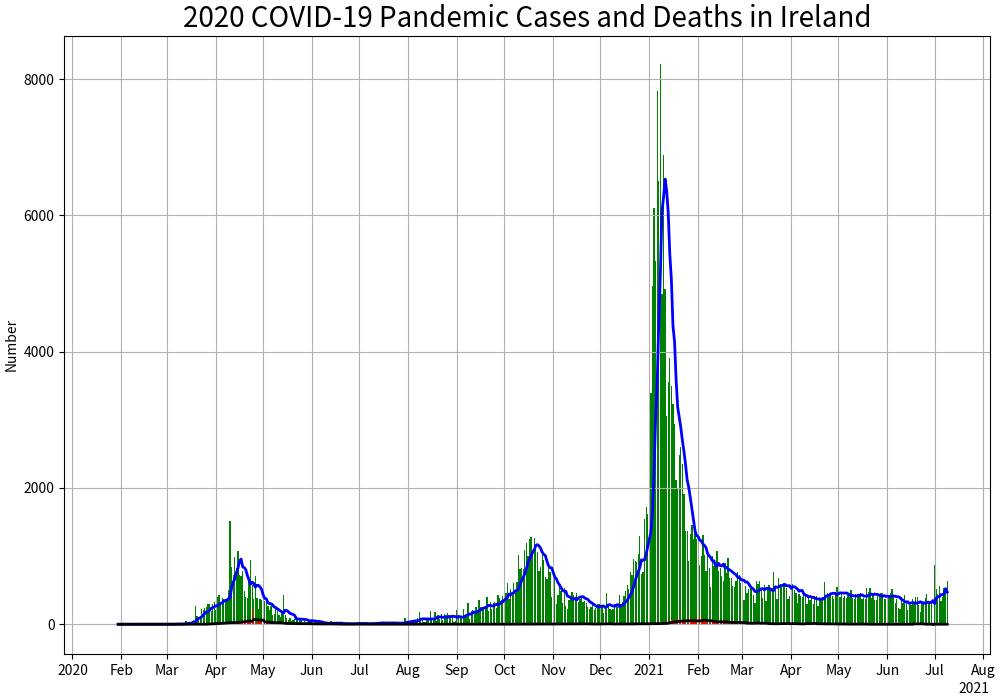 2020 COVID-19 Pandemic Cases and Deaths in Ireland
8000
6000
4000
2000
0
Number
2020 Feb Mar Apr May Jun Jul Aug Sep Oct Nov Dec 2021 Feb Mar Apr May Jun Jul Aug
2021